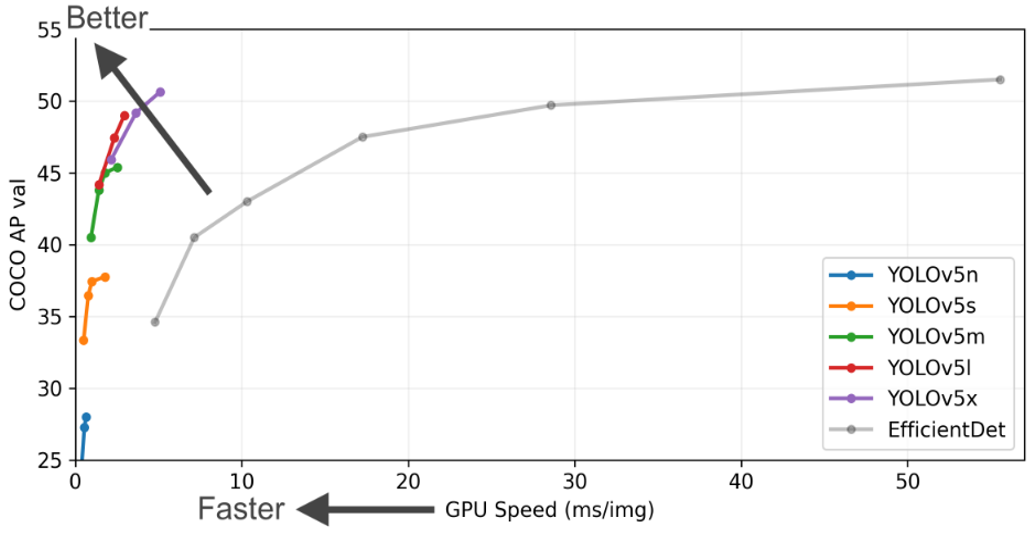 Better
55
50
45
40
35
30
25
COCO AP val
YOLOv5n
YOLOv5s
YOLOv5m
YOLOv5l
YOLOv5x
EfficientDet
0 10 20 30 40 50
Faster GPU Speed (ms/img)